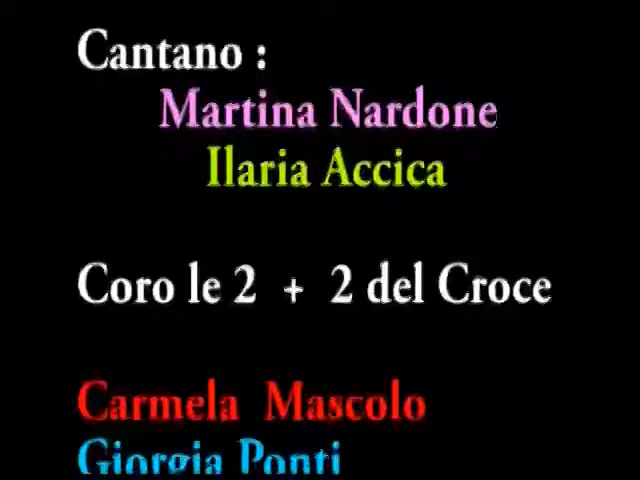 Cantano :
Martina Nardone
Ilaria Accica
Coro le 2 + 2 del Croce
Carmela Mascolo
Giorgia Ponti